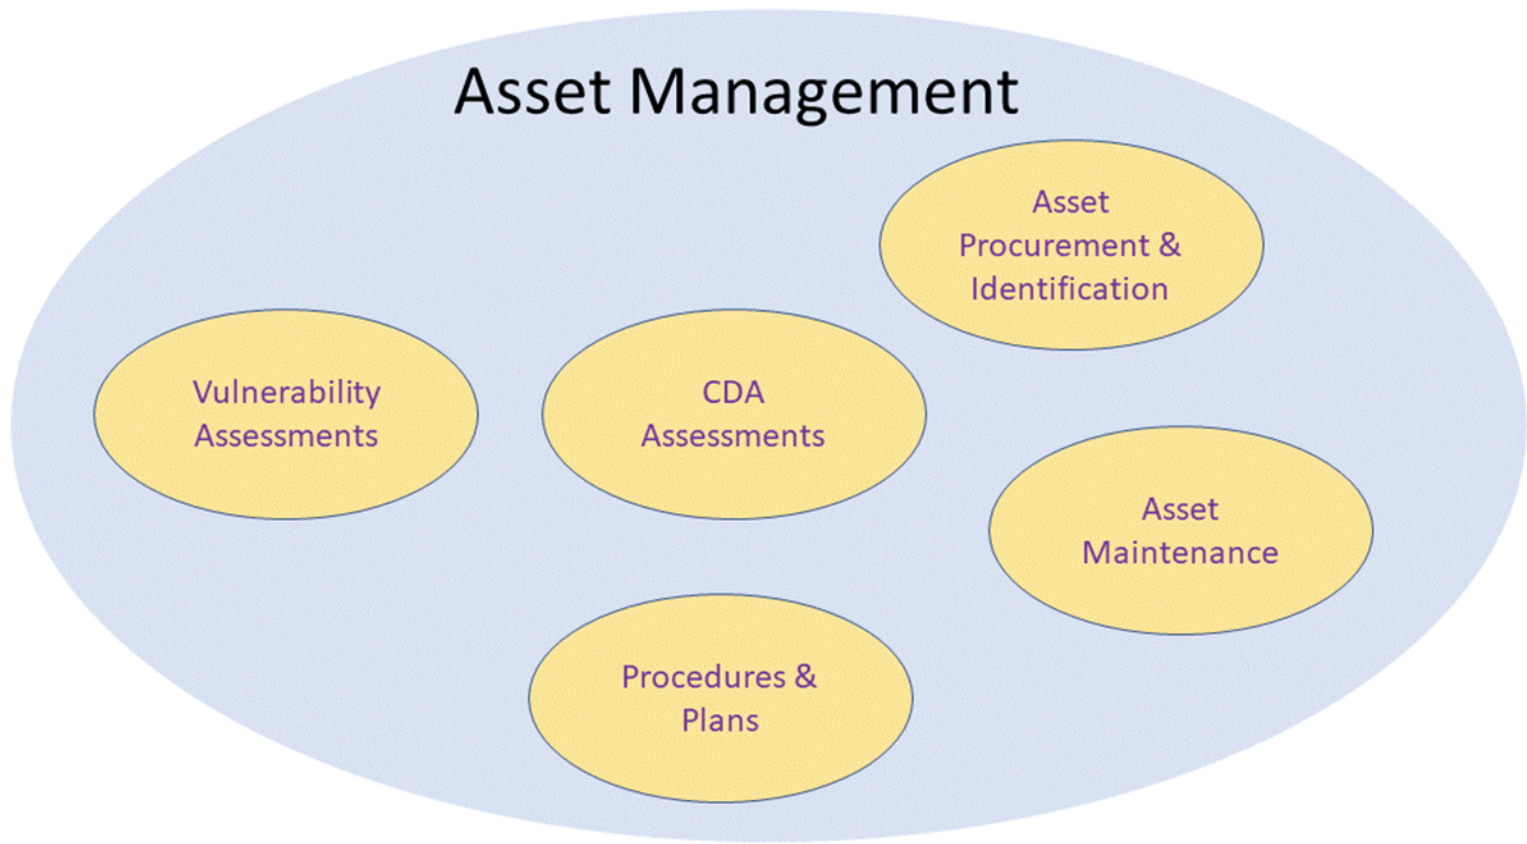 Asset Management
Asset
Procurement &
Identification
Vulnerability
Assessments
CDA
Assessments
Asset
Maintenance
Procedures &
Plans